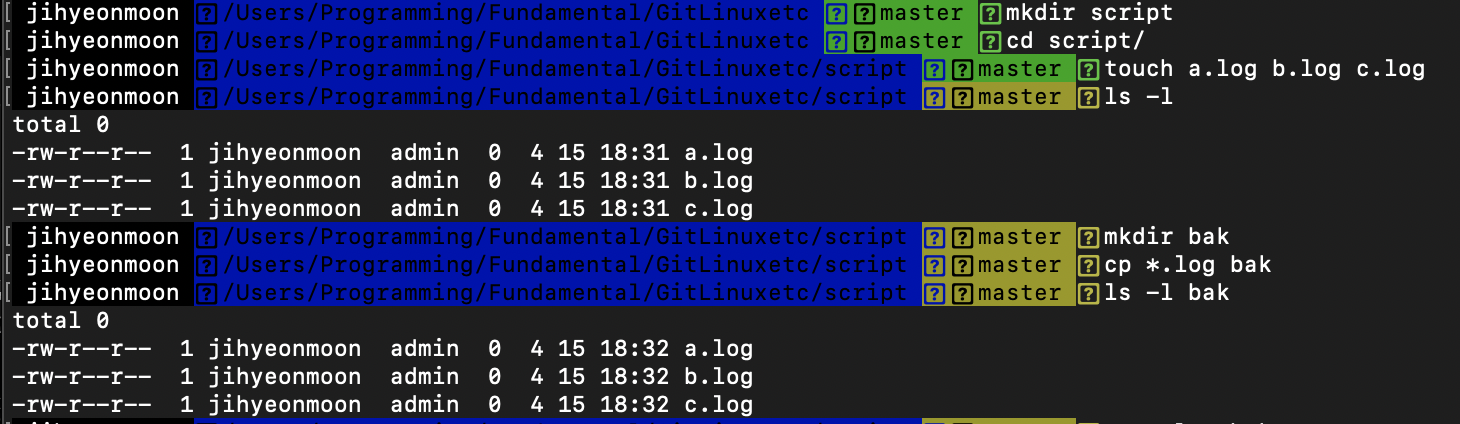 jihyeonmoon /Users/Programming/Fundamental/GitLinuxetc master mkdir script
jihyeonmoon /Users/Programming/Fundamental/GitLinuxetc master cd script/
jihyeonmoon /Users/Programming/Fundamental/GitLinuxetc/script master touch a.log b.log c.log
jihyeonmoon /Users/Programming/Fundamental/GitLinuxetc/script master ls -l
total 0
-rw-r--r--  1 jihyeonmoon  admin  0  4 15 18:31 a.log
-rw-r--r--  1 jihyeonmoon  admin  0  4 15 18:31 b.log
-rw-r--r--  1 jihyeonmoon  admin  0  4 15 18:31 c.log
jihyeonmoon /Users/Programming/Fundamental/GitLinuxetc/script master mkdir bak
jihyeonmoon /Users/Programming/Fundamental/GitLinuxetc/script master cp *.log bak
jihyeonmoon /Users/Programming/Fundamental/GitLinuxetc/script master ls -l bak
total 0
-rw-r--r--  1 jihyeonmoon  admin  0  4 15 18:32 a.log
-rw-r--r--  1 jihyeonmoon  admin  0  4 15 18:32 b.log
-rw-r--r--  1 jihyeonmoon  admin  0  4 15 18:32 c.log